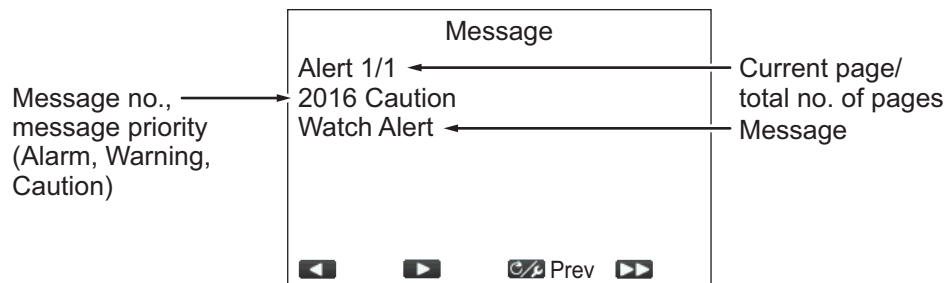 Message
Alert 1/1
2016 Caution
Watch Alert
Prev
Message no.,
message priority
(Alarm, Warning,
Caution)
Current page/
total no. of pages
Message